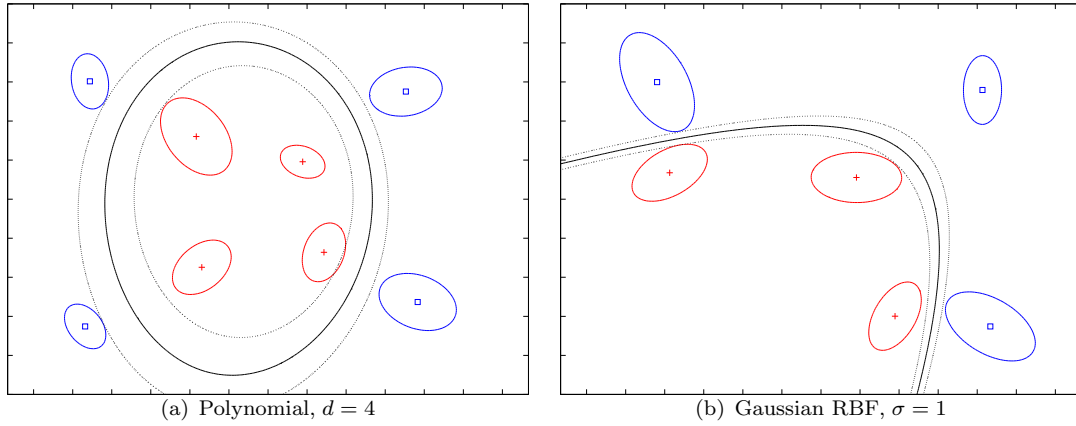 (a) Polynomial, d = 4
(b) Gaussian RBF, σ = 1